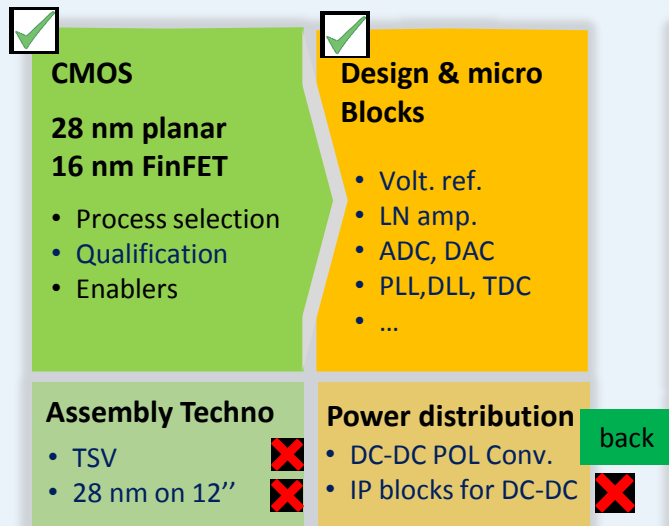 CMOS
28 nm planar
16 nm FinFET
• Process selection
• Qualification
• Enablers
Design & micro
Blocks
• Volt. ref.
• LN amp.
• ADC, DAC
• PLL,DLL, TDC
• ...
Assembly Techno
• TSV
• 28 nm on 12’’
Power distribution
• DC-DC POL Conv.
• IP blocks for DC-DC
back